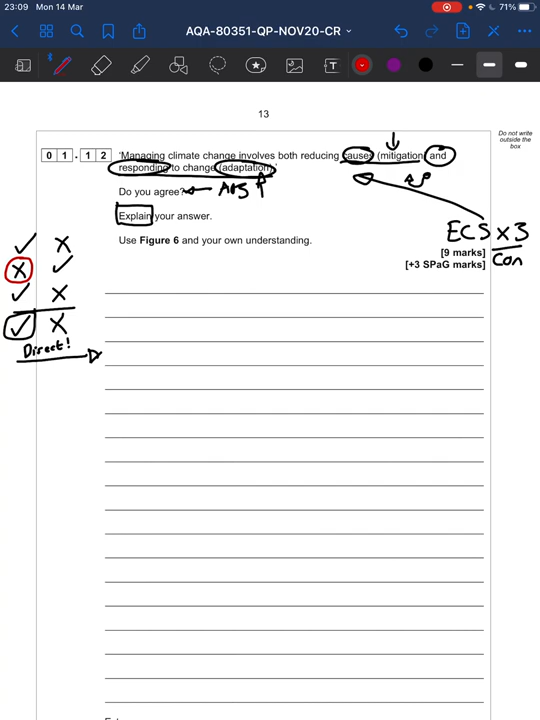 23:09 Mon 14 Mar
71%
AQA-80351-QP-NOV20-CR
13
Do not write
outside the
box
0 1 . 1 2
'Managing climate change involves both reducing causes (mitigation) and
responding to change (adaptation).'
Do you agree?
Explain your answer.
Use Figure 6 and your own understanding.
[9 marks]
[+3 SPaG marks]
ECS x 3
Con
Direct!